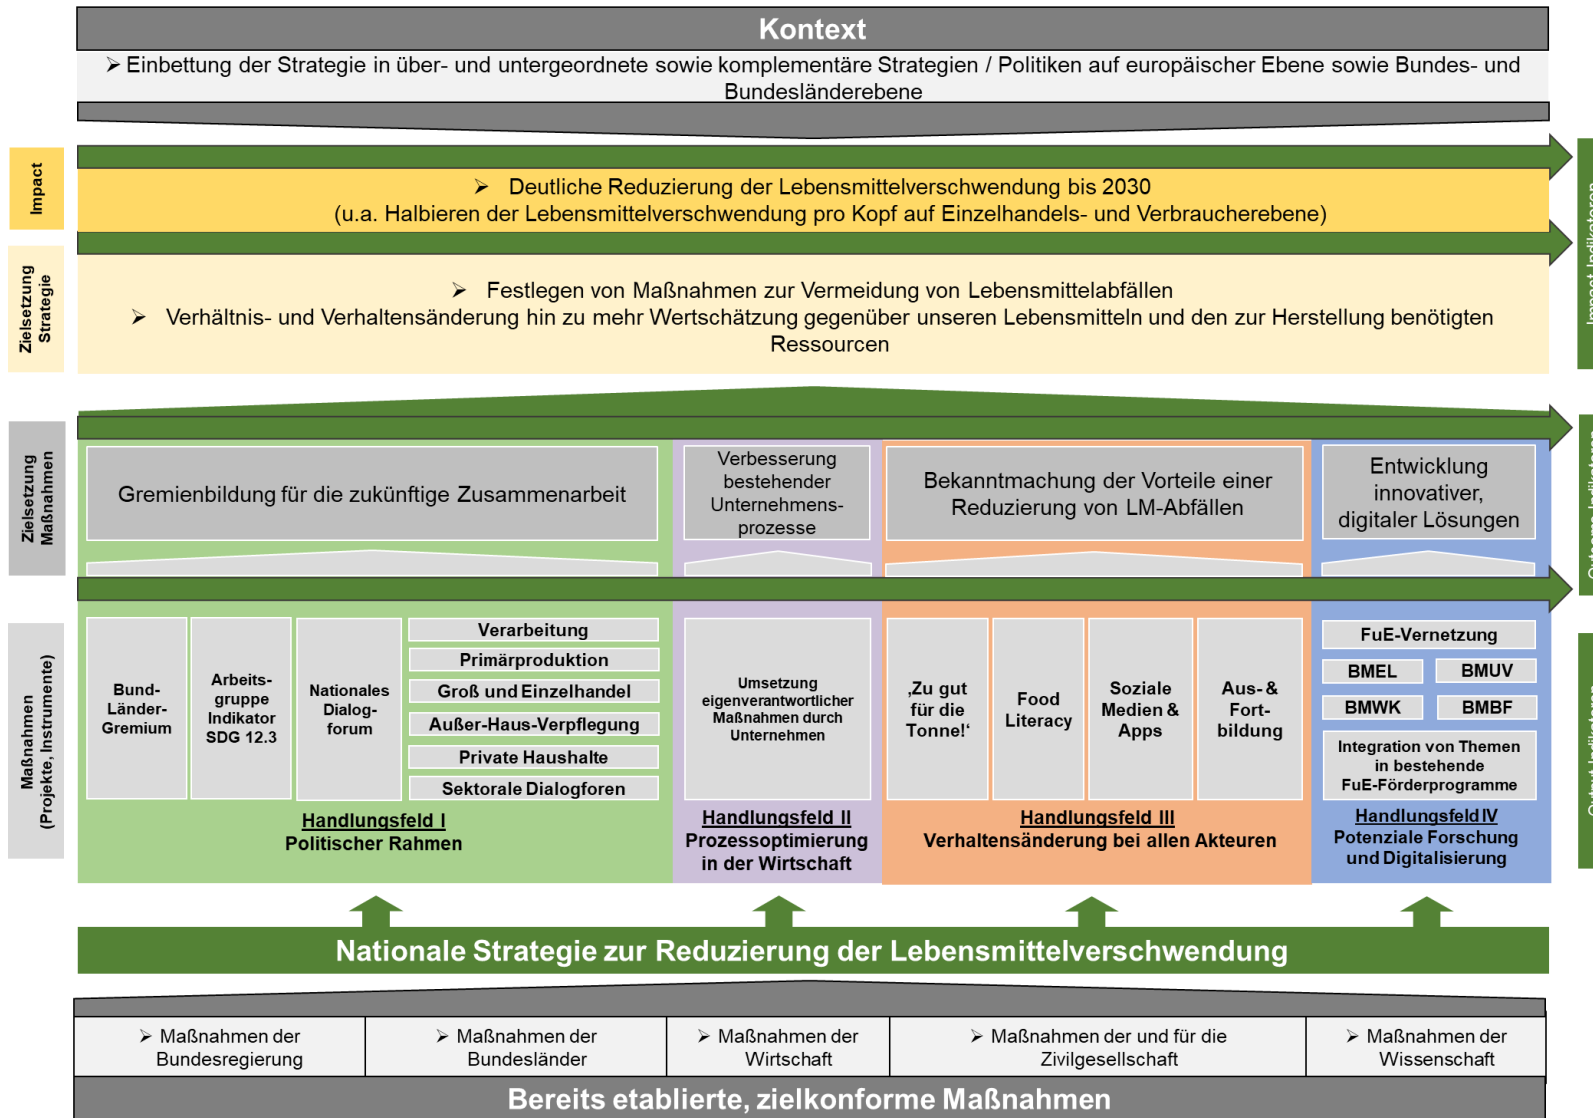 Kontext
➢ Einbettung der Strategie in über- und untergeordnete sowie komplementäre Strategien / Politiken auf europäischer Ebene sowie Bundes- und
Bundesländerebene
Impact
➢ Deutliche Reduzierung der Lebensmittelverschwendung bis 2030
(u.a. Halbieren der Lebensmittelverschwendung pro Kopf auf Einzelhandels- und Verbraucherebene)
Impact Indikatoren
Zielsetzung
Strategie
➢ Festlegen von Maßnahmen zur Vermeidung von Lebensmittelabfällen
➢ Verhältnis- und Verhaltensänderung hin zu mehr Wertschätzung gegenüber unseren Lebensmitteln und den zur Herstellung benötigten
Ressourcen
Zielsetzung
Maßnahmen
Gremienbildung für die zukünftige Zusammenarbeit
Verbesserung
bestehender
Unternehmens-
prozesse
Bekanntmachung der Vorteile einer
Reduzierung von LM-Abfällen
Entwicklung
innovativer,
digitaler Lösungen
Outcome Indikatoren
Maßnahmen
(Projekte, Instrumente)
Bund-
Länder-
Gremium
Arbeits-
gruppe
Indikator
SDG 12.3
Nationales
Dialog-
forum
Verarbeitung
Primärproduktion
Groß und Einzelhandel
Außer-Haus-Verpflegung
Private Haushalte
Sektorale Dialogforen
Handlungsfeld I
Politischer Rahmen
Umsetzung
eigenverantwortlicher
Maßnahmen durch
Unternehmen
Handlungsfeld II
Prozessoptimierung
in der Wirtschaft
‚Zu gut
für die
Tonne!‘
Food
Literacy
Soziale
Medien &
Apps
Aus- &
Fort-
bildung
Handlungsfeld III
Verhaltensänderung bei allen Akteuren
FuE-Vernetzung
BMEL
BMUV
BMWK
BMBF
Integration von Themen
in bestehende
FuE-Förderprogramme
Handlungsfeld IV
Potenziale Forschung
und Digitalisierung
Output Indikatoren
Nationale Strategie zur Reduzierung der Lebensmittelverschwendung
➢ Maßnahmen der
Bundesregierung
➢ Maßnahmen der
Bundesländer
➢ Maßnahmen der
Wirtschaft
➢ Maßnahmen der und für die
Zivilgesellschaft
➢ Maßnahmen der
Wissenschaft
Bereits etablierte, zielkonforme Maßnahmen